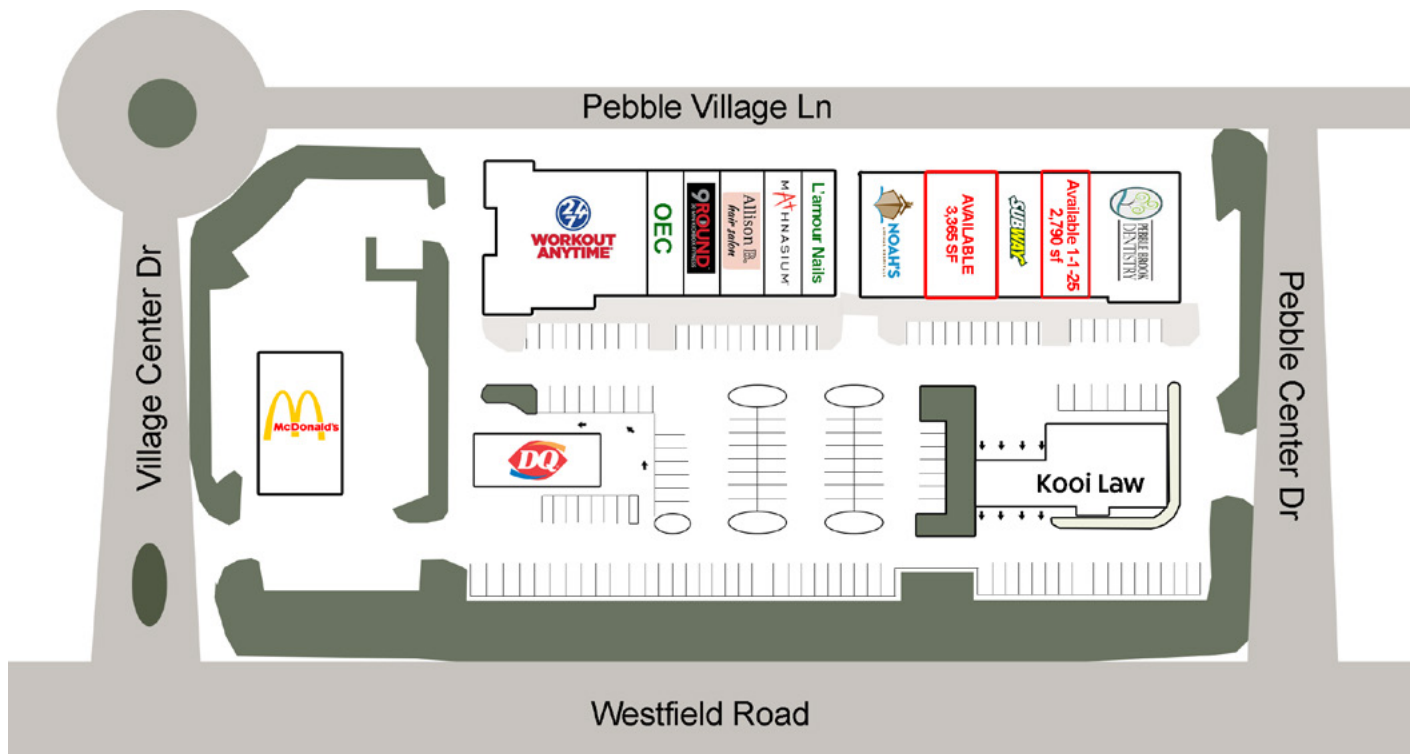 Pebble Village Ln
24/7
WORKOUT
ANYTIME
OEC
9ROUND
Allison B.
hair salon
MATHNASIUM
L'amour Nails
NOAH'S
AVAILABLE
3,365 SF
SUBWAY
Available 1-1-25
2,790 sf
PEBBLE BROOK
DENTISTRY
Village Center Dr
McDonald's
DQ
Kooi Law
Pebble Center Dr
Westfield Road